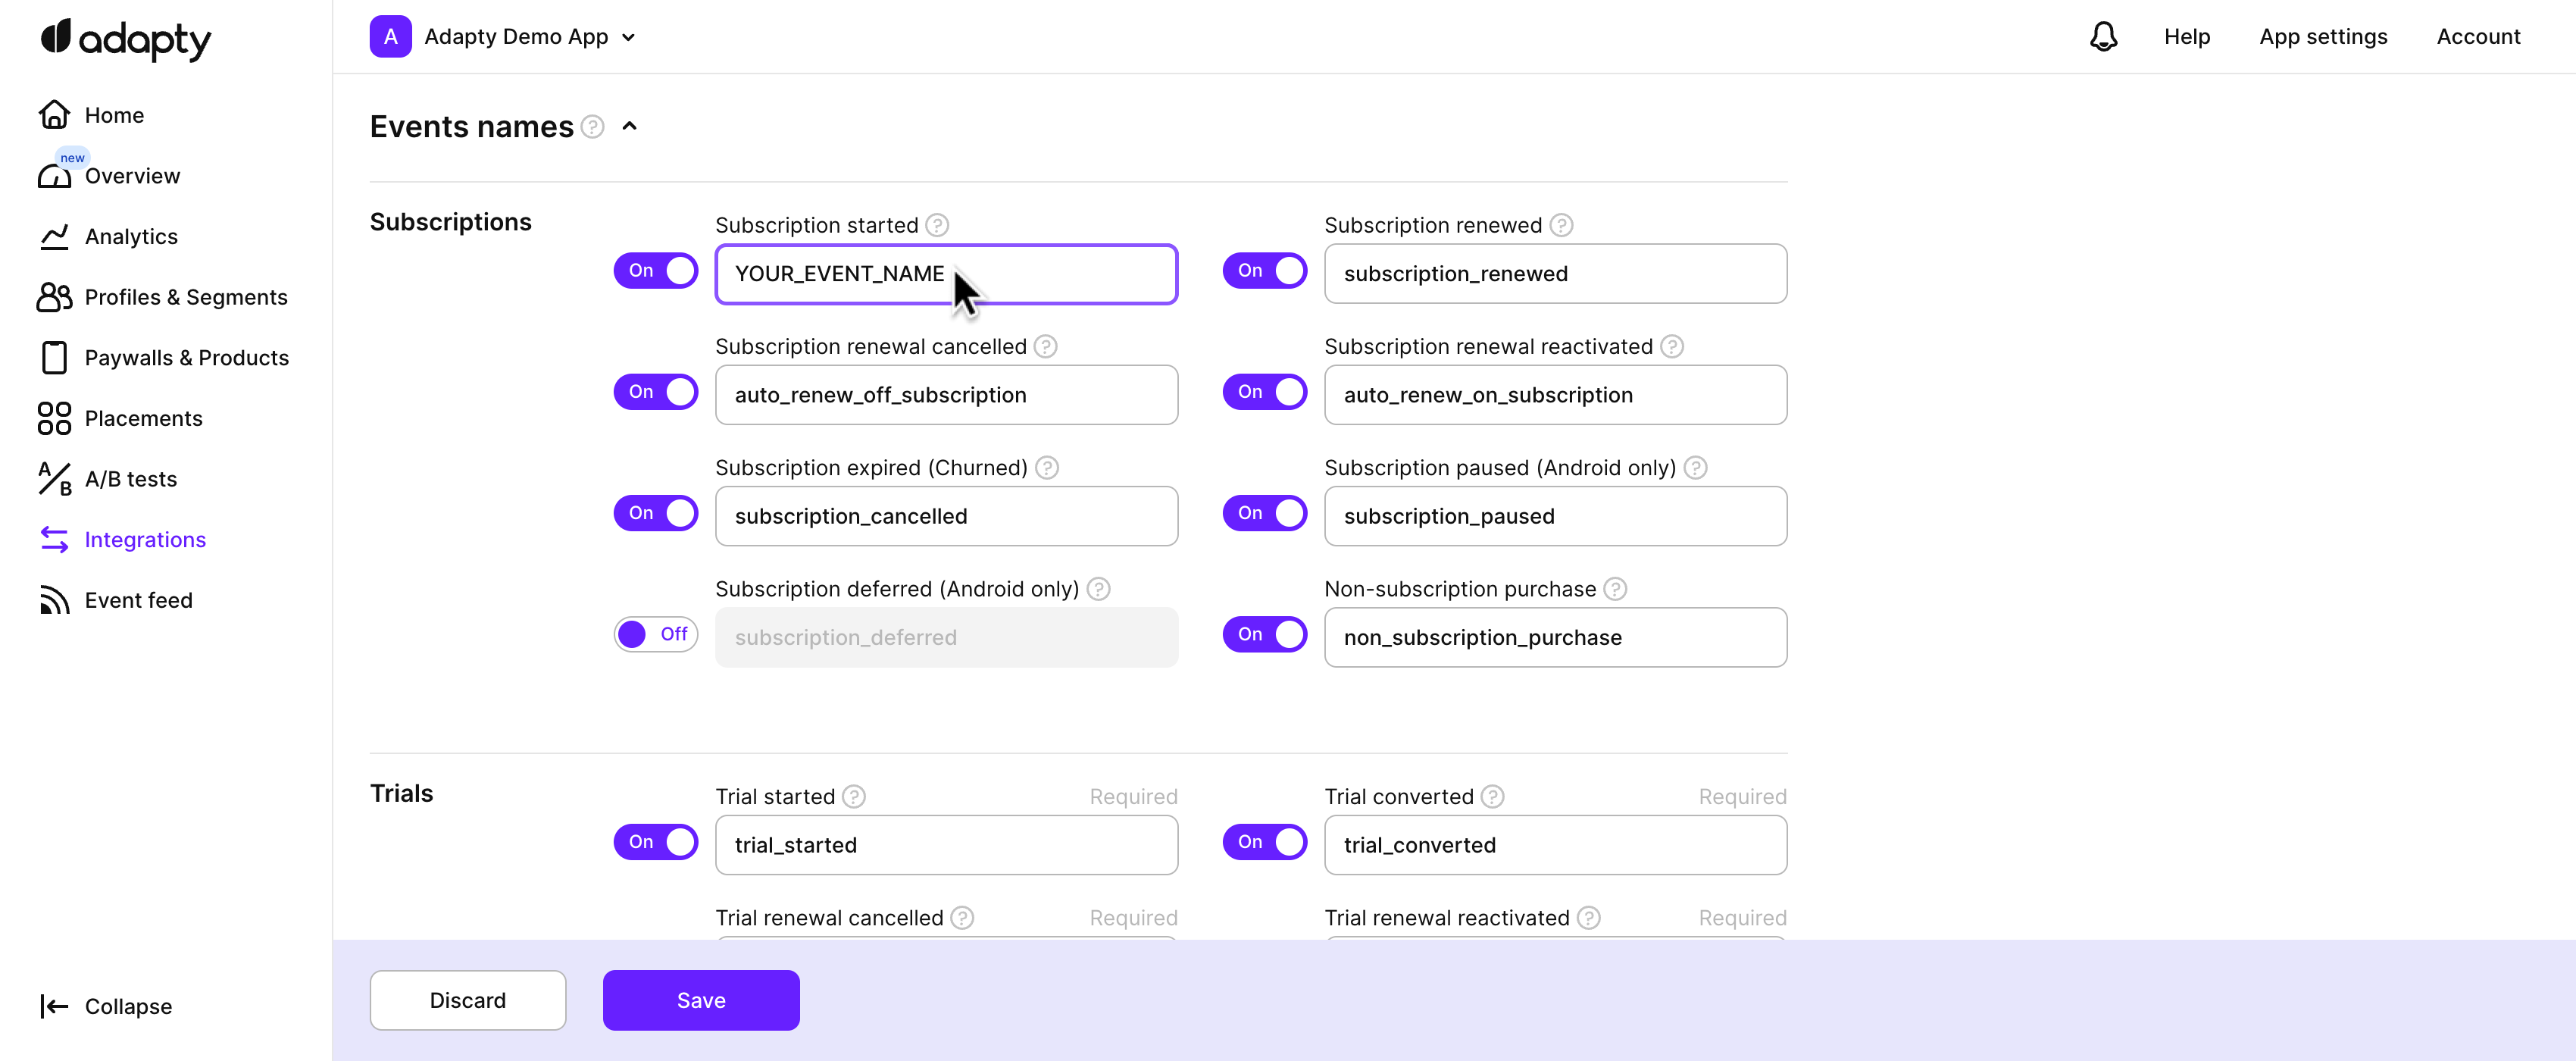 adapty
Home
new
Overview
Analytics
Profiles & Segments
Paywalls & Products
Placements
A/B
A/B tests
Integrations
Event feed
Collapse
A Adapty Demo App
Help App settings Account
Events names ?
Subscriptions
Subscription started ?
On YOUR_EVENT_NAME
Subscription renewed ?
On subscription_renewed
Subscription renewal cancelled ?
On auto_renew_off_subscription
Subscription renewal reactivated ?
On auto_renew_on_subscription
Subscription expired (Churned) ?
On subscription_cancelled
Subscription paused (Android only) ?
On subscription_paused
Subscription deferred (Android only) ?
Off subscription_deferred
Non-subscription purchase ?
On non_subscription_purchase
Trials
Trial started ? Required
On trial_started
Trial converted ? Required
On trial_converted
Trial renewal cancelled ? Required
Trial renewal reactivated ? Required
Discard Save